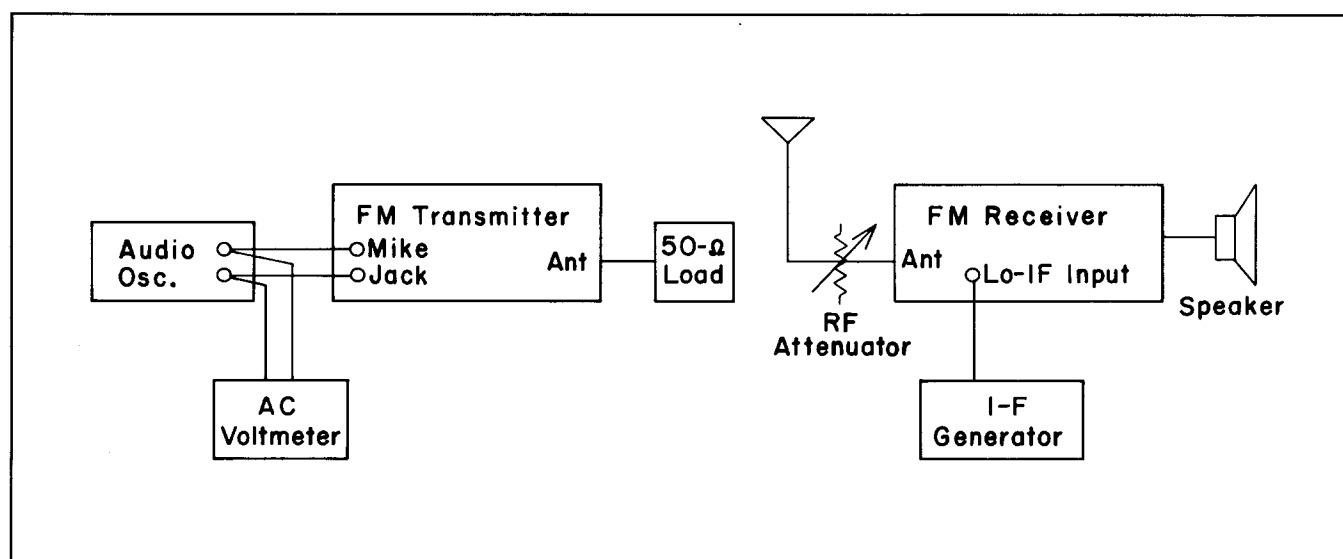 Audio
Osc.
FM Transmitter
Mike
Jack
Ant
50-Ω
Load
AC
Voltmeter
RF
Attenuator
FM Receiver
Ant
Lo-IF Input
Speaker
I-F
Generator